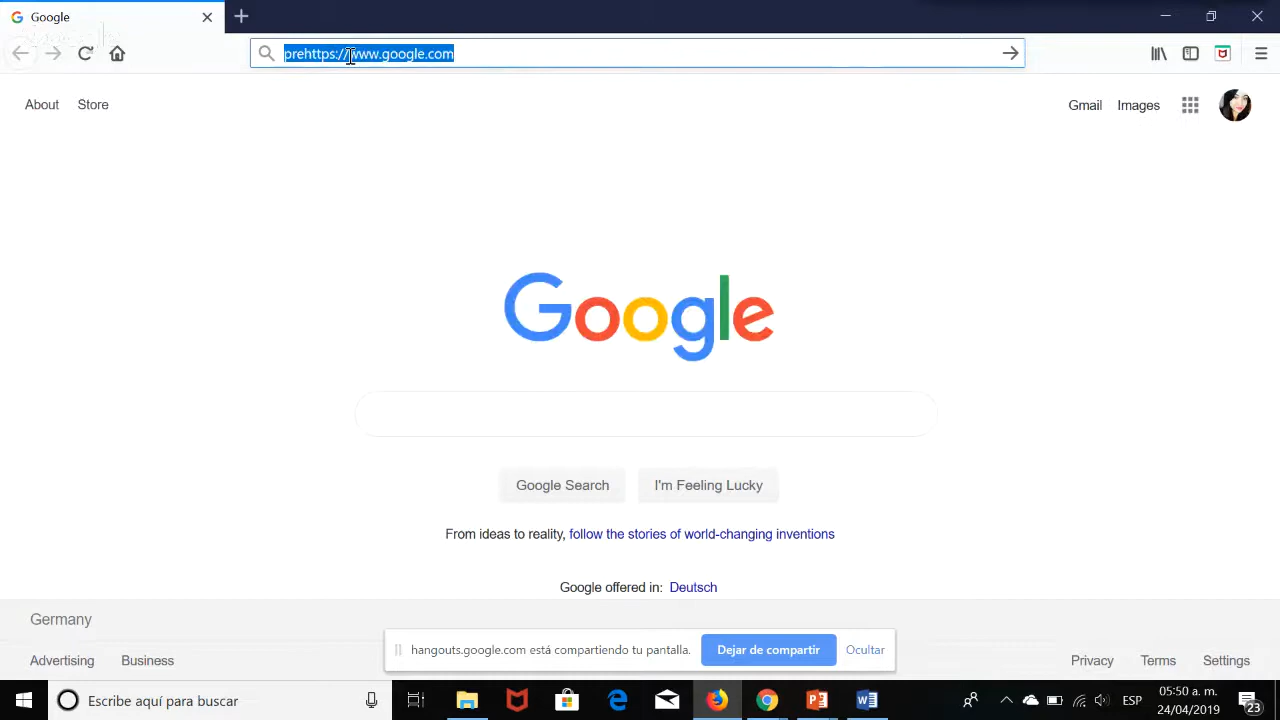 Google
prehttps://www.google.com
About Store
Gmail Images
Google
Google Search I'm Feeling Lucky
From ideas to reality, follow the stories of world-changing inventions
Google offered in: Deutsch
Germany
hangouts.google.com está compartiendo tu pantalla. Dejar de compartir Ocultar
Advertising Business
Privacy Terms Settings
Escribe aquí para buscar
ESP
05:50 a. m.
24/04/2019
23